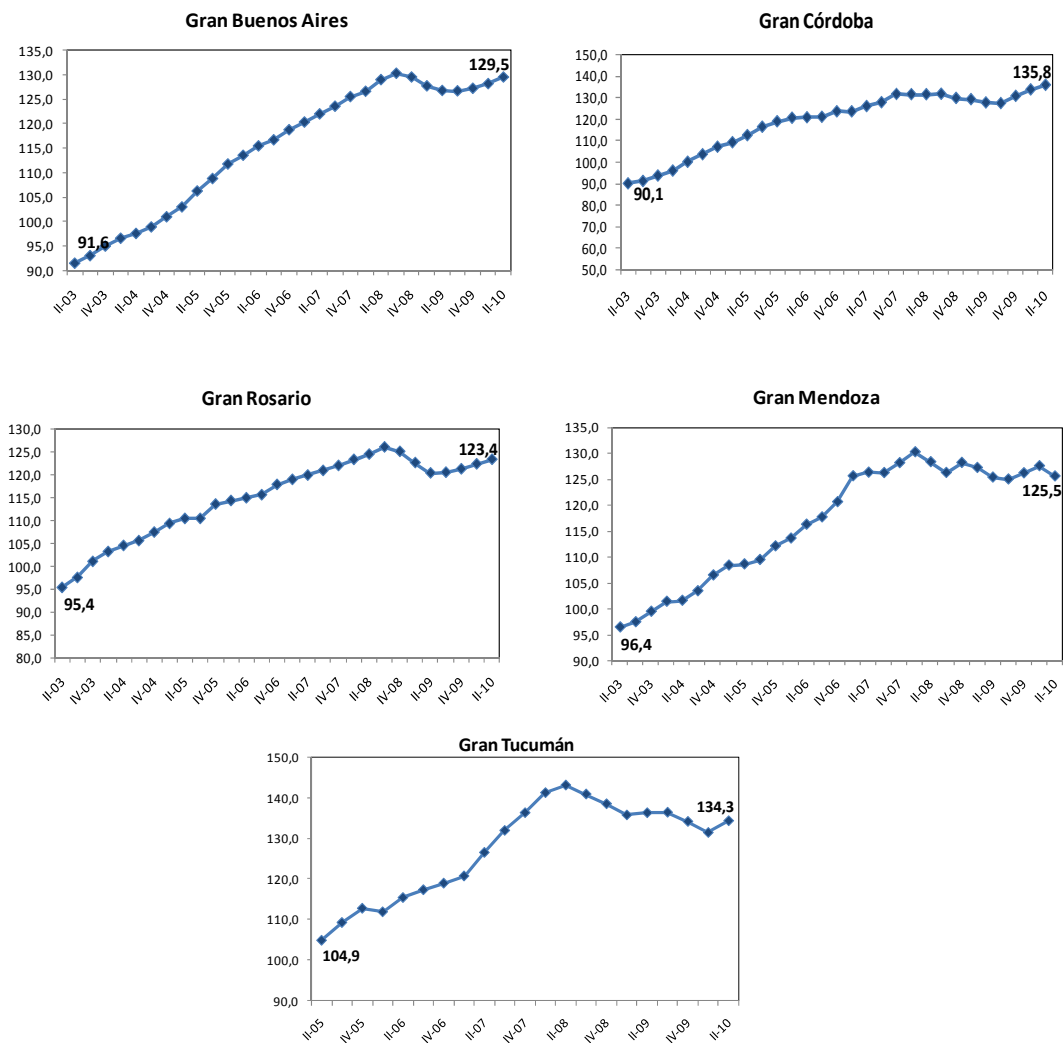 Gran Buenos Aires
135,0
130,0
125,0
120,0
115,0
110,0
105,0
100,0
95,0
90,0
91,6
129,5
II-03
IV-03
II-04
IV-04
II-05
IV-05
II-06
IV-06
II-07
IV-07
II-08
IV-08
II-09
IV-09
II-10
Gran Córdoba
150,0
140,0
130,0
120,0
110,0
100,0
90,0
80,0
70,0
60,0
50,0
90,1
135,8
II-03
IV-03
II-04
IV-04
II-05
IV-05
II-06
IV-06
II-07
IV-07
II-08
IV-08
II-09
IV-09
II-10
Gran Rosario
130,0
125,0
120,0
115,0
110,0
105,0
100,0
95,0
90,0
85,0
80,0
95,4
123,4
II-03
IV-03
II-04
IV-04
II-05
IV-05
II-06
IV-06
II-07
IV-07
II-08
IV-08
II-09
IV-09
II-10
Gran Mendoza
135,0
130,0
125,0
120,0
115,0
110,0
105,0
100,0
95,0
90,0
96,4
125,5
II-03
IV-03
II-04
IV-04
II-05
IV-05
II-06
IV-06
II-07
IV-07
II-08
IV-08
II-09
IV-09
II-10
Gran Tucumán
150,0
140,0
130,0
120,0
110,0
100,0
90,0
104,9
134,3
II-05
IV-05
II-06
IV-06
II-07
IV-07
II-08
IV-08
II-09
IV-09
II-10